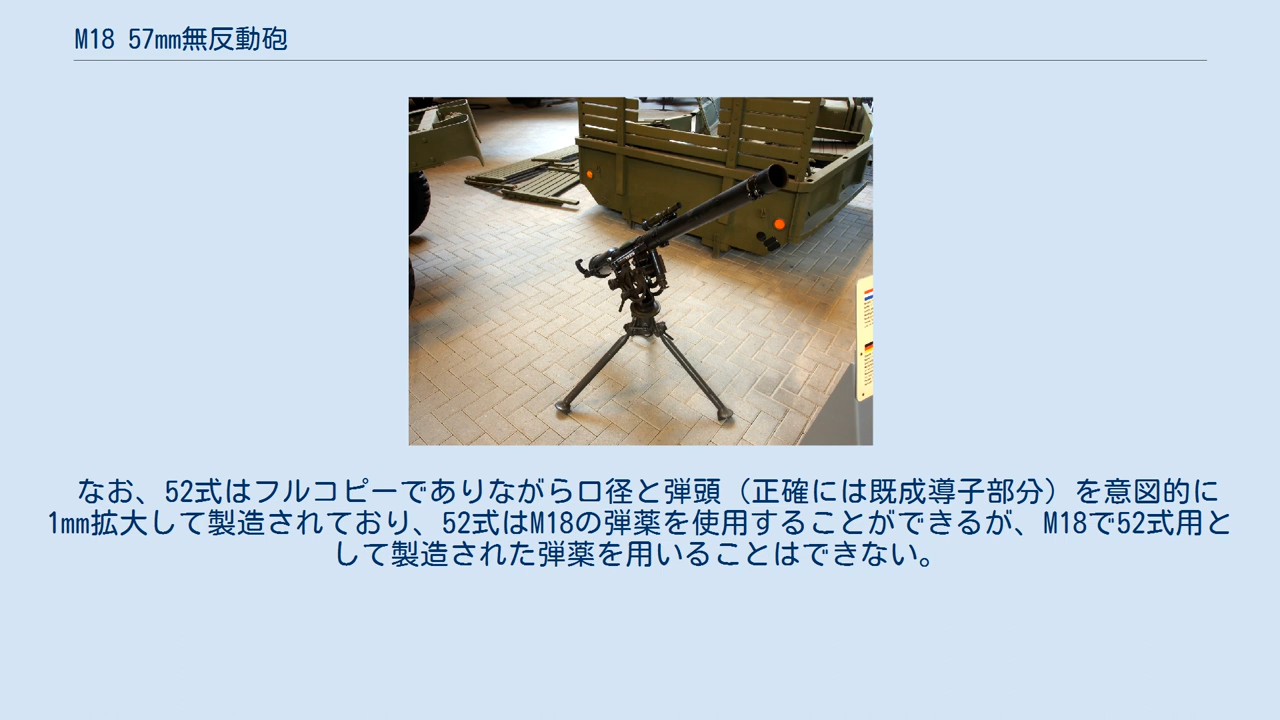 M18 57mm無反動砲
なお、52式はフルコピーでありながら口径と弾頭（正確には既成導子部分）を意図的に
1mm拡大して製造されており、52式はM18の弾薬を使用することができるが、M18で52式用と
して製造された弾薬を用いることはできない。